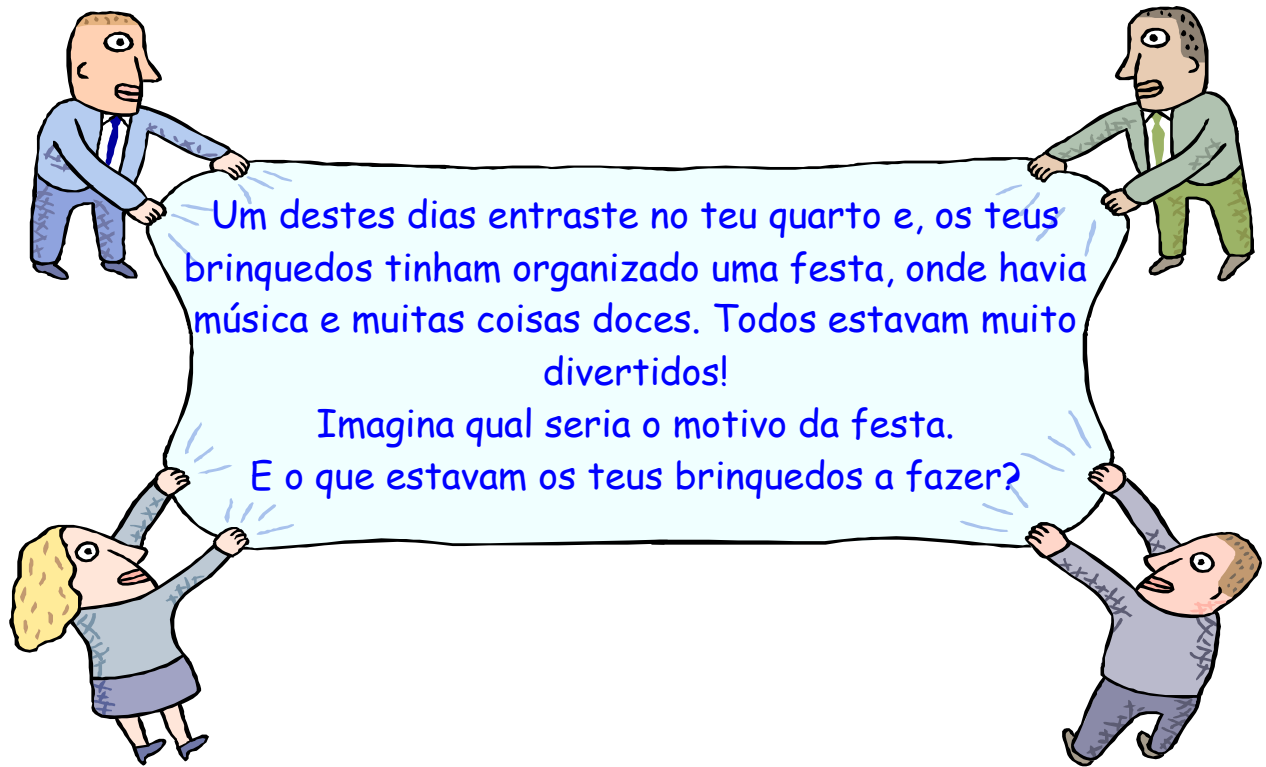 Um destes dias entraste no teu quarto e, os teus
brinquedos tinham organizado uma festa, onde havia
música e muitas coisas doces. Todos estavam muito
divertidos!
Imagina qual seria o motivo da festa.
E o que estavam os teus brinquedos a fazer?